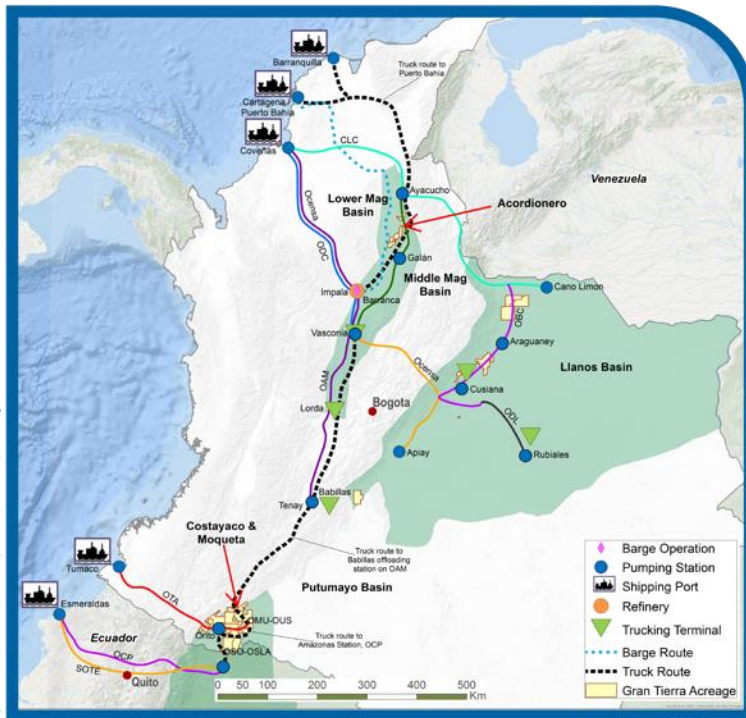 Barranquilla
Truck route to
Puerto Bahía
Cartagena
Puerto Bahía
Coveñas
CLC
Venezuela
Ayacucho
Lower Mag
Basin
Acordionero
Ocensa
ODC
Galán
Middle Mag
Basin
Impala
Barranca
Cano Limon
OBC
Vasconia
Araguaney
Ocensa
Llanos Basin
OAM
Cusiana
Lorda
Bogota
ODL
Apiay
Rubiales
Babillas
Tenay
Costayaco &
Moqueta
Truck route to
Babillas offloading
station on OAM
Tumaco
Putumayo Basin
OTA
Esmeraldas
OMU-OUS
Orito
Truck route to
Amazonas Station, OCP
Ecuador
OSO-OSLA
OCP
SOTE
Quito
0 50 100 200 300 400 500
Km
Barge Operation
Pumping Station
Shipping Port
Refinery
Trucking Terminal
Barge Route
Truck Route
Gran Tierra Acreage